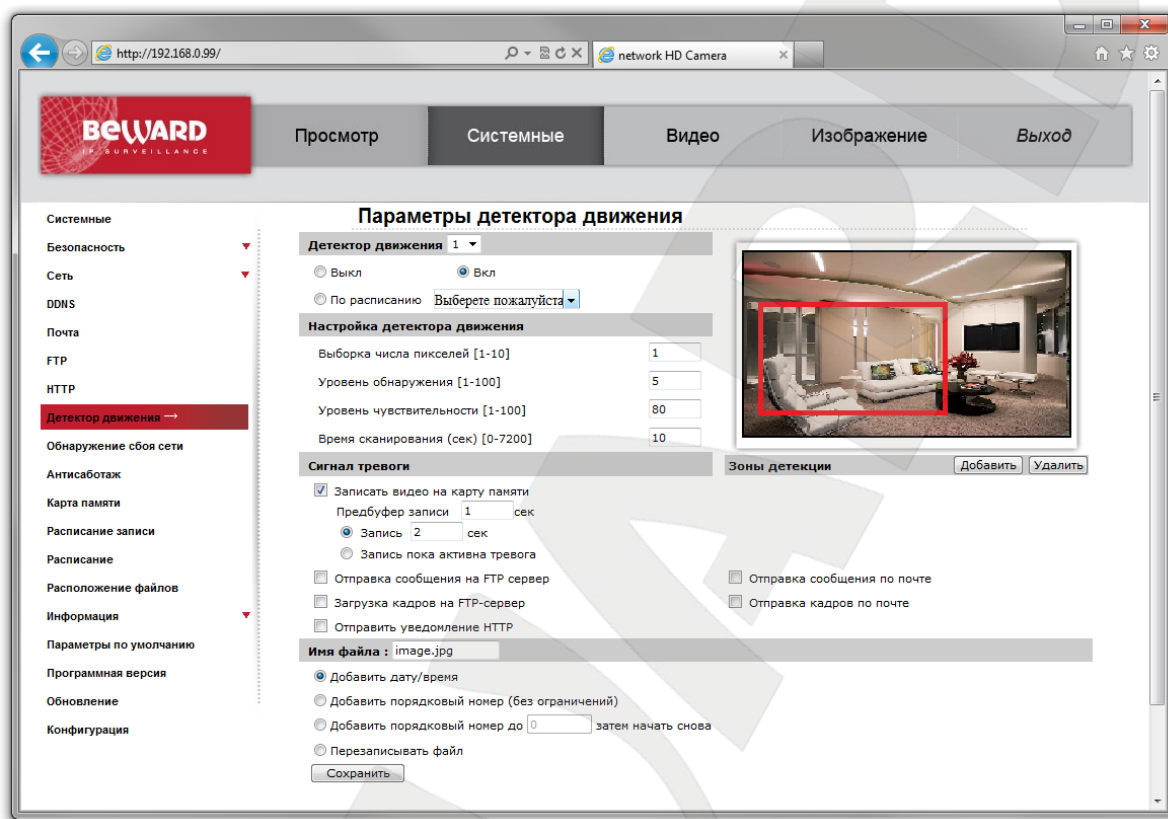 http://192.168.0.99/
network HD Camera
BEWARD
IP SURVEILLANCE
Просмотр
Системные
Видео
Изображение
Выход
Системные
Безопасность
Сеть
DDNS
Почта
FTP
HTTP
Детектор движения →
Обнаружение сбоя сети
Антисаботаж
Карта памяти
Расписание записи
Расписание
Расположение файлов
Информация
Параметры по умолчанию
Программная версия
Обновление
Конфигурация
Параметры детектора движения
Детектор движения 1
Выкл Вкл
По расписанию Выберете пожалуйста
Настройка детектора движения
Выборка числа пикселей [1-10] 1
Уровень обнаружения [1-100] 5
Уровень чувствительности [1-100] 80
Время сканирования (сек) [0-7200] 10
Сигнал тревоги
Зоны детекции Добавить Удалить
Записать видео на карту памяти
Предбуфер записи 1 сек
Запись 2 сек
Запись пока активна тревога
Отправка сообщения на FTP сервер
Отправка сообщения по почте
Загрузка кадров на FTP-сервер
Отправка кадров по почте
Отправить уведомление HTTP
Имя файла : image.jpg
Добавить дату/время
Добавить порядковый номер (без ограничений)
Добавить порядковый номер до 0 затем начать снова
Перезаписывать файл
Сохранить